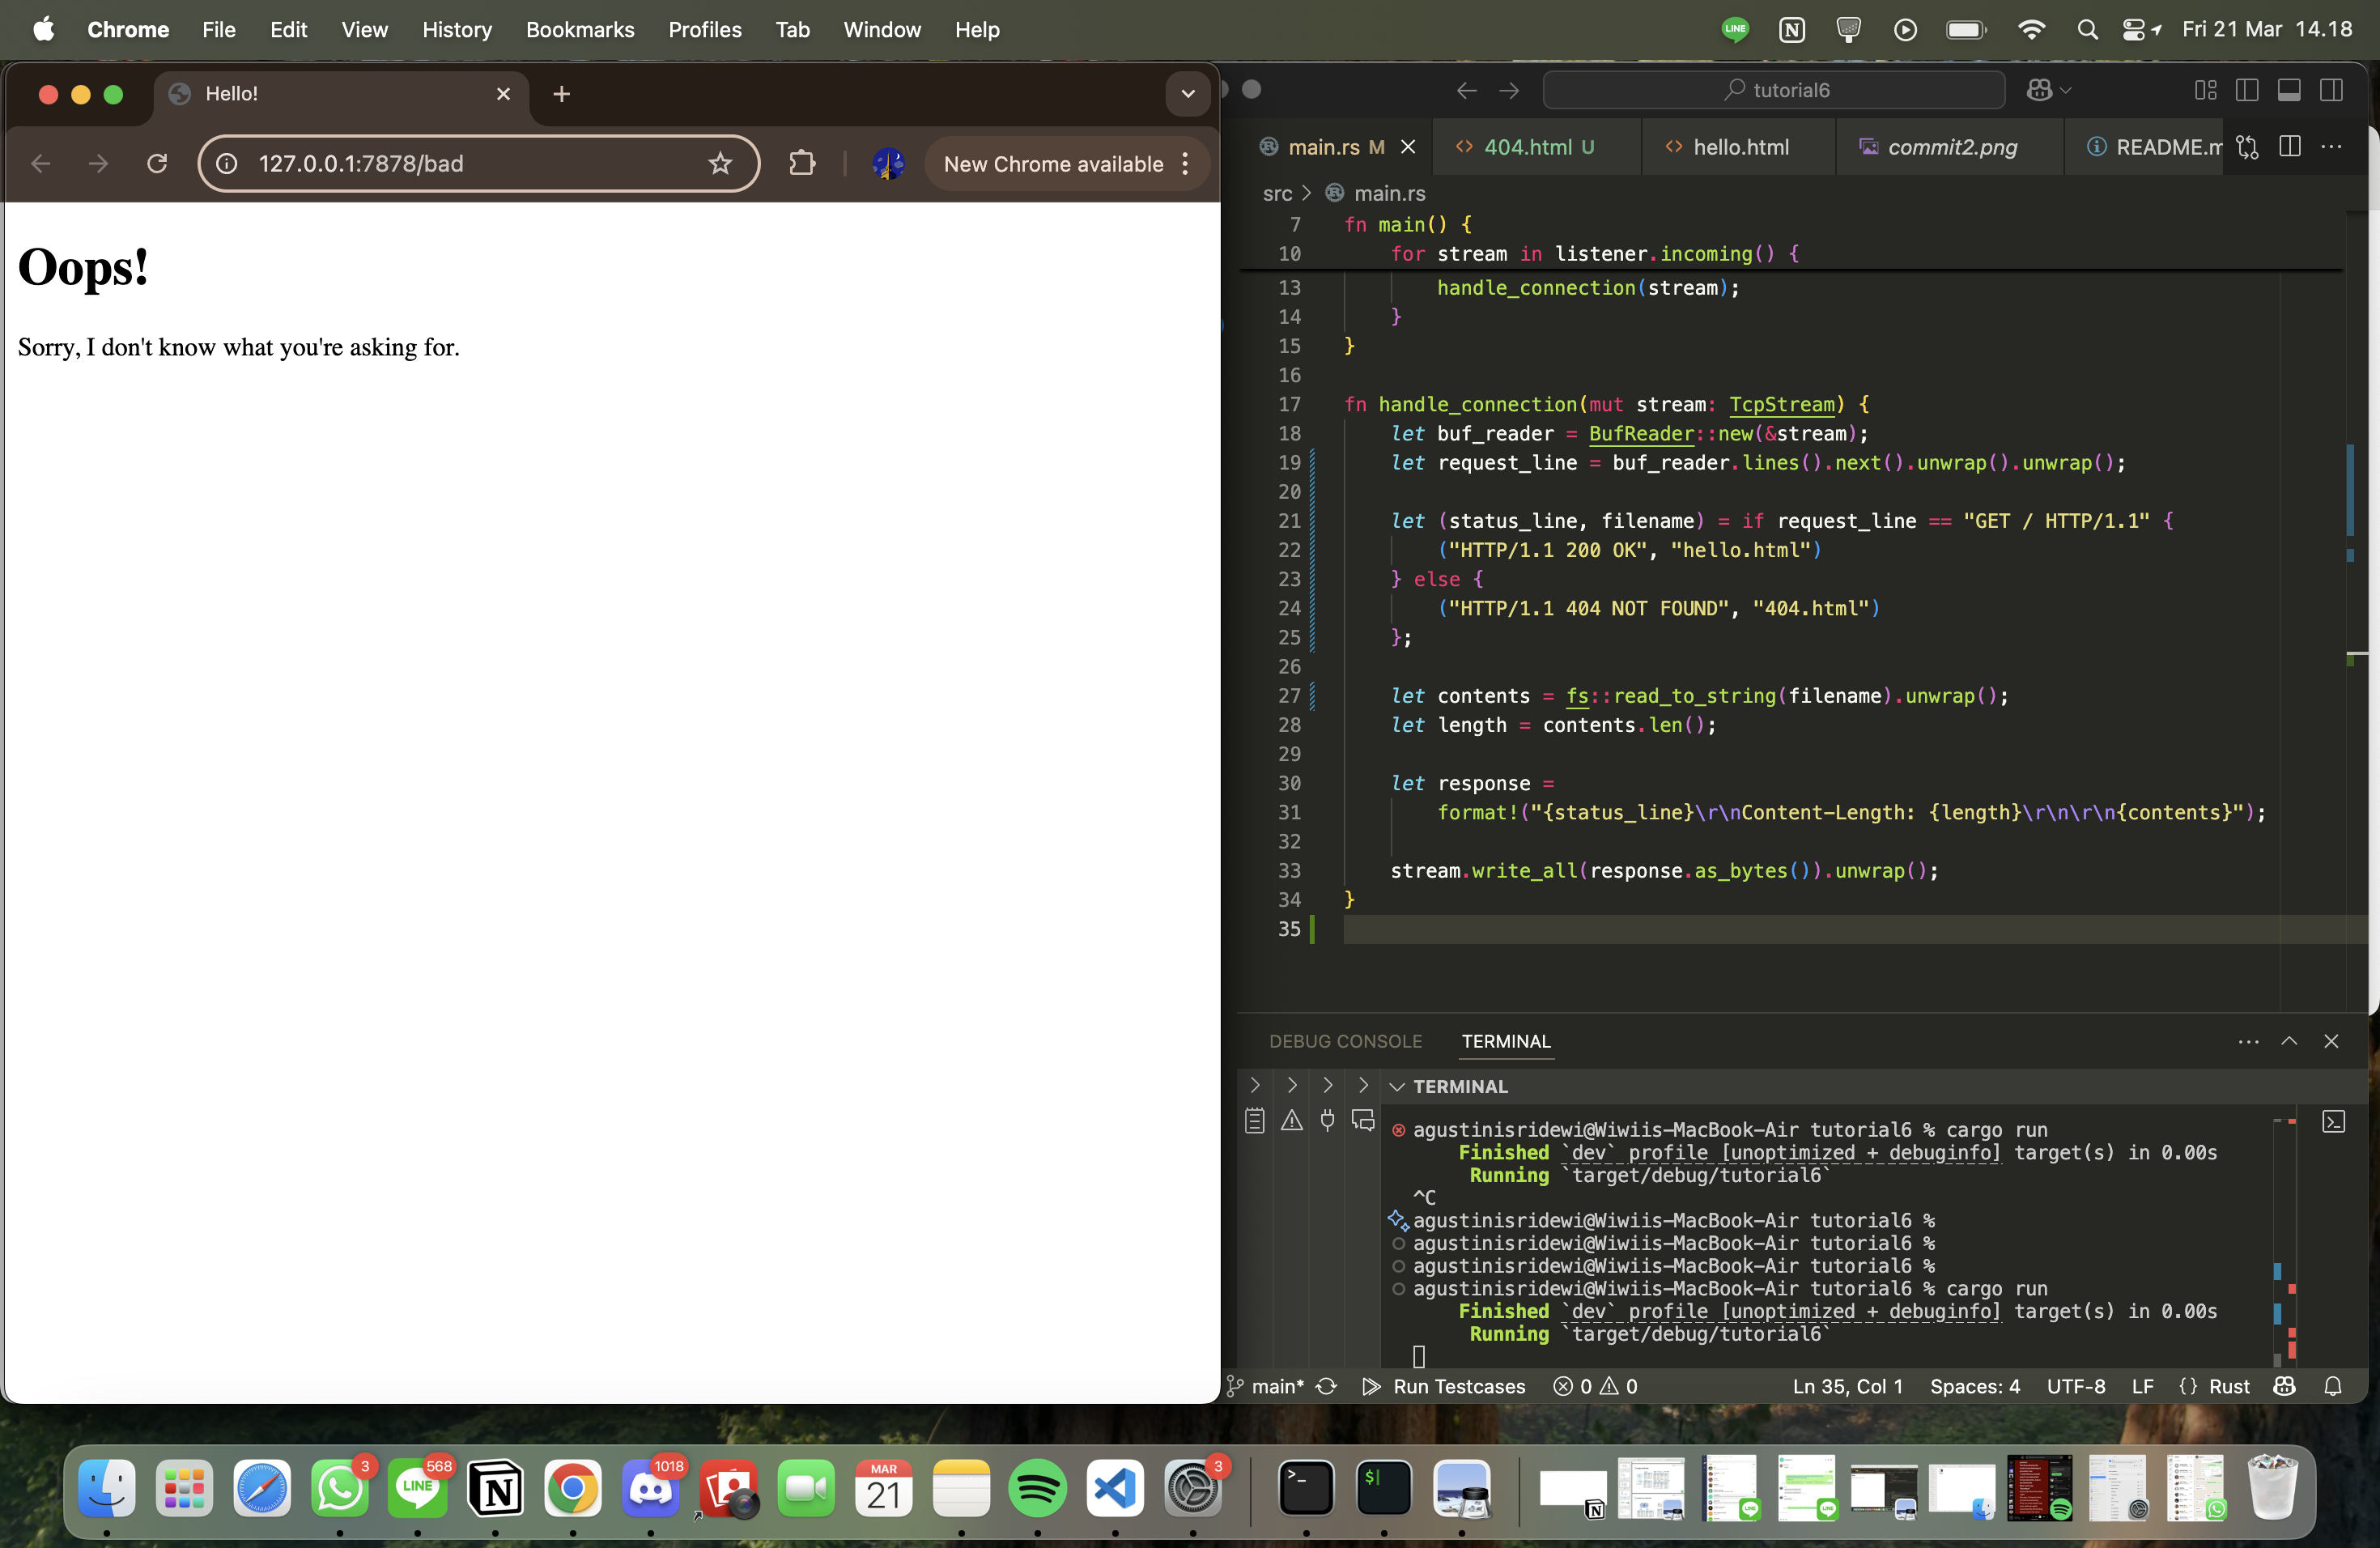 Chrome File Edit View History Bookmarks Profiles Tab Window Help LINE Fri 21 Mar 14.18
Hello!
127.0.0.1:7878/bad New Chrome available
Oops!
Sorry, I don't know what you're asking for.
tutorial6
main.rs M 404.html U hello.html commit2.png README.m
src > main.rs
7 fn main() {
10 for stream in listener.incoming() {
13 handle_connection(stream);
14 }
15 }
16
17 fn handle_connection(mut stream: TcpStream) {
18 let buf_reader = BufReader::new(&stream);
19 let request_line = buf_reader.lines().next().unwrap().unwrap();
20
21 let (status_line, filename) = if request_line == "GET / HTTP/1.1" {
22 ("HTTP/1.1 200 OK", "hello.html")
23 } else {
24 ("HTTP/1.1 404 NOT FOUND", "404.html")
25 };
26
27 let contents = fs::read_to_string(filename).unwrap();
28 let length = contents.len();
29
30 let response =
31 format!("{status_line}\r\nContent-Length: {length}\r\n\r\n{contents}");
32
33 stream.write_all(response.as_bytes()).unwrap();
34 }
35
DEBUG CONSOLE TERMINAL
TERMINAL
agustinisridewi@Wiwiis-MacBook-Air tutorial6 % cargo run
Finished `dev` profile [unoptimized + debuginfo] target(s) in 0.00s
Running `target/debug/tutorial6`
^C
agustinisridewi@Wiwiis-MacBook-Air tutorial6 %
agustinisridewi@Wiwiis-MacBook-Air tutorial6 %
agustinisridewi@Wiwiis-MacBook-Air tutorial6 %
agustinisridewi@Wiwiis-MacBook-Air tutorial6 % cargo run
Finished `dev` profile [unoptimized + debuginfo] target(s) in 0.00s
Running `target/debug/tutorial6`
main* Run Testcases 0 0 Ln 35, Col 1 Spaces: 4 UTF-8 LF {} Rust
3 568 LINE 1018 MAR 21 3